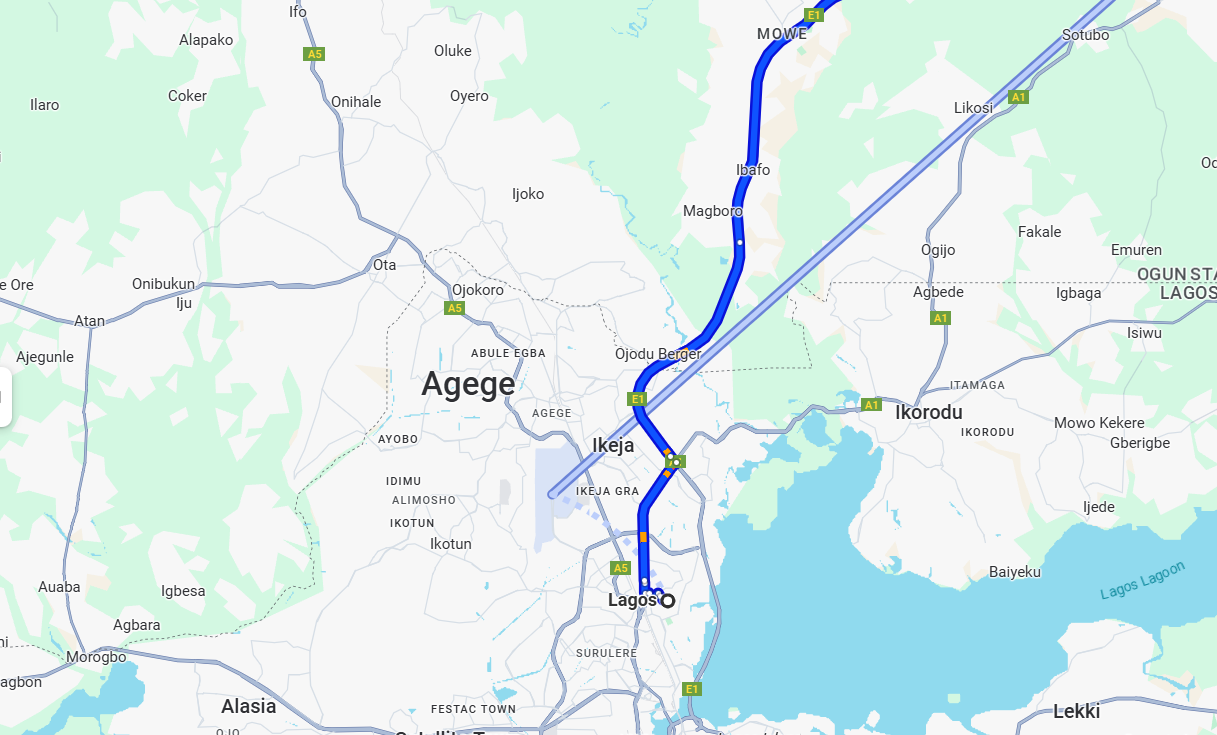 Ifo
E1
MOWE
Sotubo
Alapako
A5
Oluke
Coker
Onihale
Oyero
Ilaro
Likosi
A1
Ibafo
Ijoko
Magboro
Fakale
Ogijo
Emuren
Ota
OGUN STA
LAGOS
e Ore
Onibukun
Iju
Ojokoro
A5
Agbede
Igbaga
Atan
A1
Isiwu
Ajegunle
ABULE EGBA
Ojodu Berger
Agege
AGEGE
E1
A1
ITAMAGA
Ikorodu
IKORODU
Mowo Kekere
Gberigbe
AYOBO
Ikeja
IDIMU
ALIMOSHO
IKEJA GRA
IKOTUN
Ikotun
Ijede
Baiyeku
Lagos Lagoon
A5
Auaba
Igbesa
Lagos
Agbara
Morogbo
SURULERE
agbon
E1
Alasia
FESTAC TOWN
Lekki